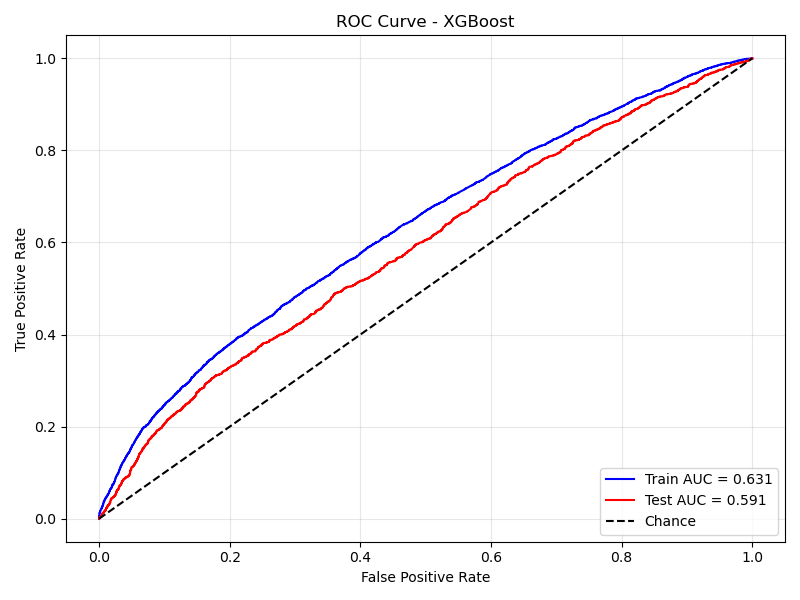 ROC Curve - XGBoost
True Positive Rate
1.0
0.8
0.6
0.4
0.2
0.0
Train AUC = 0.631
Test AUC = 0.591
Chance
0.0 0.2 0.4 0.6 0.8 1.0
False Positive Rate